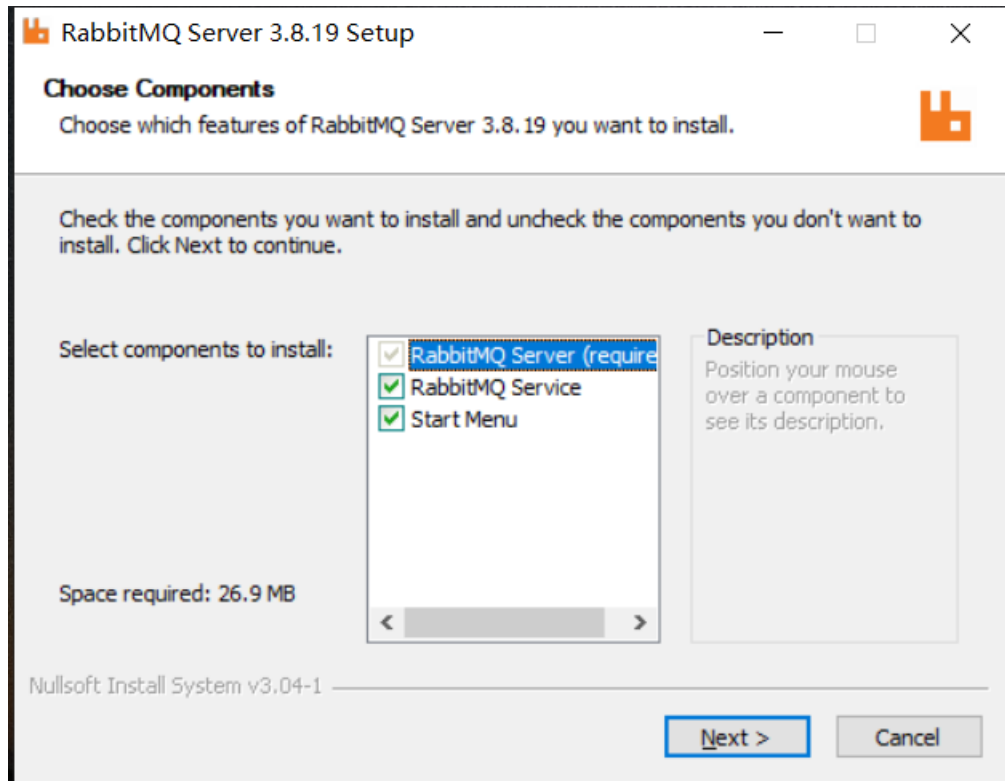 RabbitMQ Server 3.8.19 Setup
Choose Components
Choose which features of RabbitMQ Server 3.8.19 you want to install.
Check the components you want to install and uncheck the components you don't want to
install. Click Next to continue.
Select components to install:
RabbitMQ Server (require
RabbitMQ Service
Start Menu
Description
Position your mouse
over a component to
see its description.
Space required: 26.9 MB
Nullsoft Install System v3.04-1
Next >
Cancel